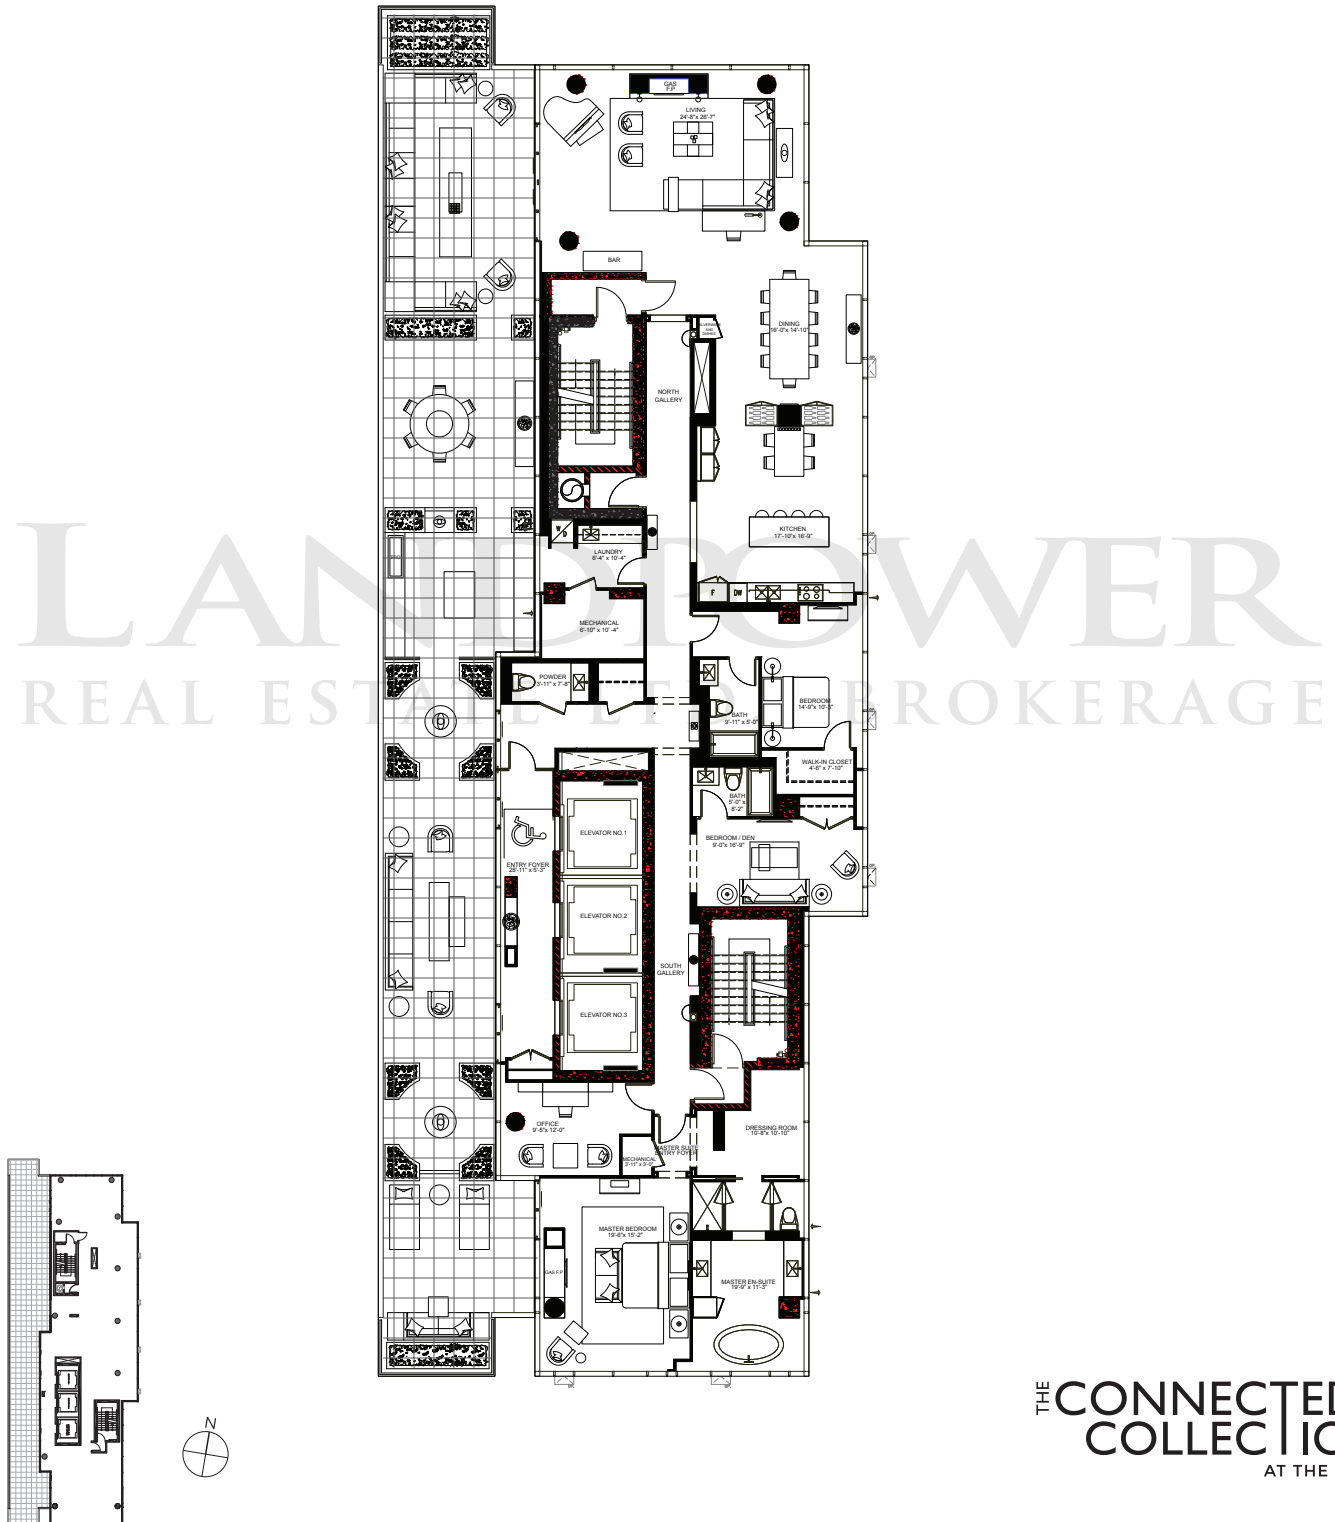 GAS
F.P
LIVING
24'-8"x 26'-7"
BAR
DINING
16'-0"x 14'-10"
NORTH
GALLERY
AND
DISHES
KITCHEN
17'-10"x 16'-9"
W
D
LAUNDRY
6'-4" x 10'-4"
F
DW
LANDPOWER
REAL ESTATE LTD BROKERAGE
MECHANICAL
6'-10" x 10' -4"
POWDER
3'-11" x 7'-8"
BATH
9'-11" x 5'-0"
BEDROOM
14'-9"x 10'-3"
WALK-IN CLOSET
4'-6" x 7'-10"
BATH
5'-0" x
8'-2"
BEDROOM / DEN
9'-0"x 16'-9"
ELEVATOR NO.1
ENTRY FOYER
28'-11" x 5'-3"
ELEVATOR NO.2
SOUTH
GALLERY
ELEVATOR NO.3
OFFICE
9'-5"x 12'-0"
DRESSING ROOM
10'-8"x 10'-10"
MASTER SUITE
ENTRY FOYER
MECHANICAL
MASTER BEDROOM
19'-6"x 15'-2"
GAS F.P
MASTER EN-SUITE
19'-9" x 11'-3"
N
THE CONNECTED
COLLECTIO
AT THE